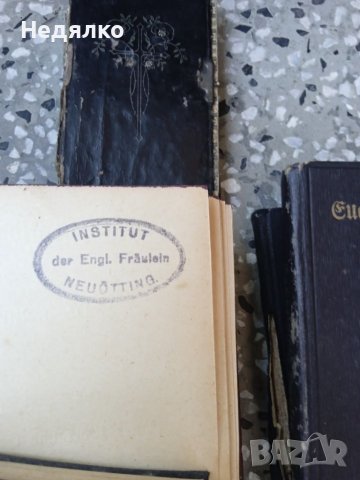 Недялко
INSTITUT
der Engl. Fräulein
NEUÖTTING.
BAZAR